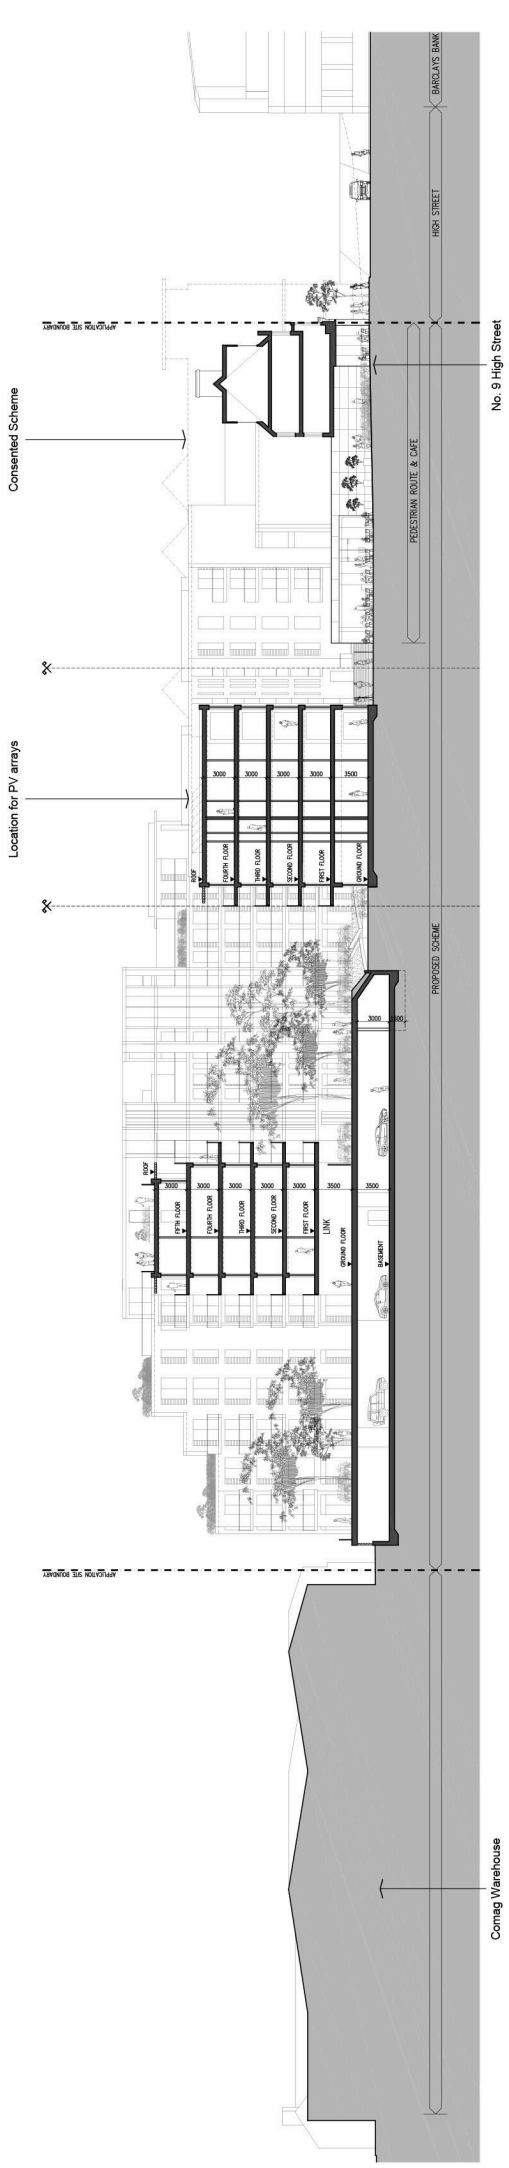 Consented Scheme
Location for PV arrays
APPLICATION SITE BOUNDARY
APPLICATION SITE BOUNDARY
ROOF
FIFTH FLOOR
FOURTH FLOOR
THIRD FLOOR
SECOND FLOOR
FIRST FLOOR
LINK
GROUND FLOOR
BASEMENT
3000
3000
3000
3000
3000
3500
3500
3000
ROOF
FOURTH FLOOR
THIRD FLOOR
SECOND FLOOR
FIRST FLOOR
GROUND FLOOR
3000
3000
3000
3000
3500
PROPOSED SCHEME
PEDESTRIAN ROUTE & CAFE
HIGH STREET
BARCLAYS BANK
Comag Warehouse
No. 9 High Street